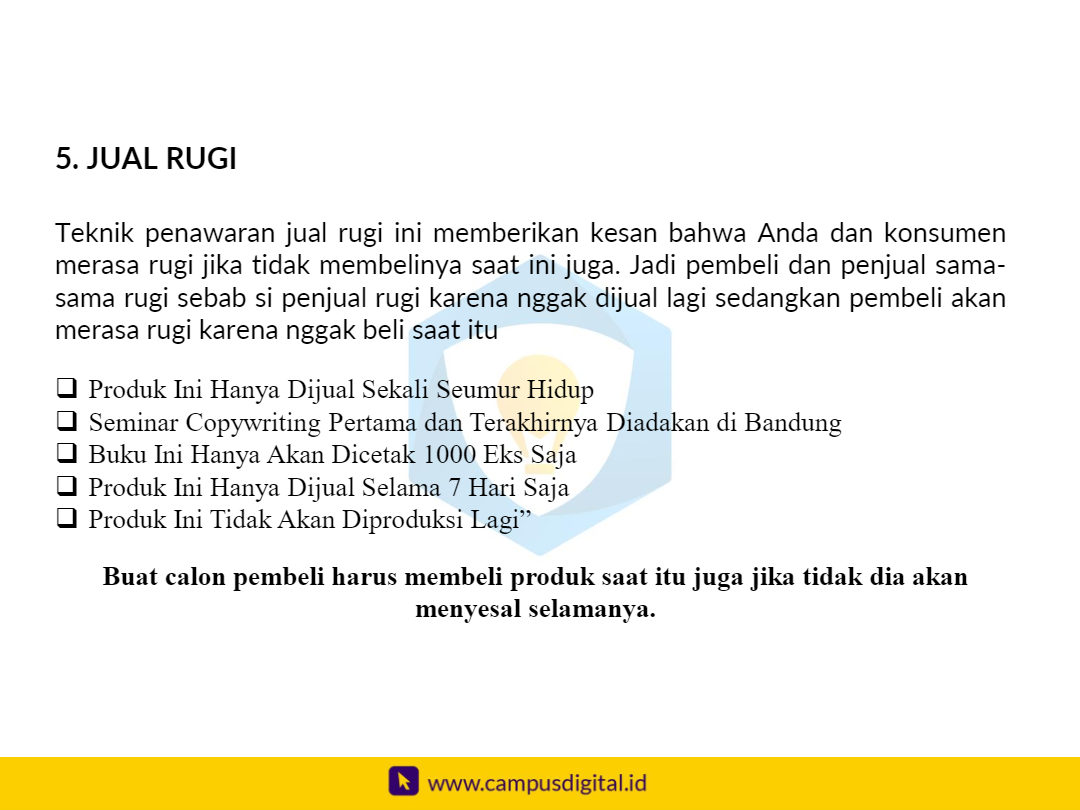 5. JUAL RUGI
Teknik penawaran jual rugi ini memberikan kesan bahwa Anda dan konsumen
merasa rugi jika tidak membelinya saat ini juga. Jadi pembeli dan penjual sama-
sama rugi sebab si penjual rugi karena nggak dijual lagi sedangkan pembeli akan
merasa rugi karena nggak beli saat itu
❑ Produk Ini Hanya Dijual Sekali Seumur Hidup
❑ Seminar Copywriting Pertama dan Terakhirnya Diadakan di Bandung
❑ Buku Ini Hanya Akan Dicetak 1000 Eks Saja
❑ Produk Ini Hanya Dijual Selama 7 Hari Saja
❑ Produk Ini Tidak Akan Diproduksi Lagi”
Buat calon pembeli harus membeli produk saat itu juga jika tidak dia akan
menyesal selamanya.
www.campusdigital.id